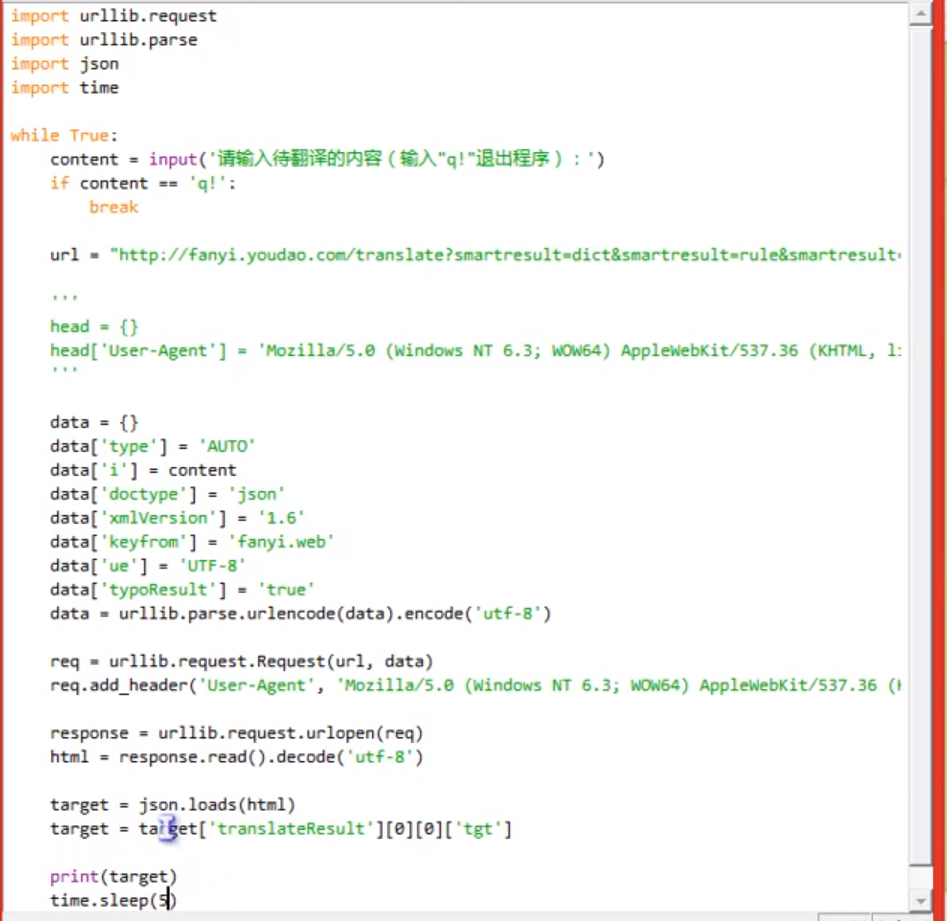 import urllib.request
import urllib.parse
import json
import time
while True:
    content = input('请输入待翻译的内容（输入"q!"退出程序）：')
    if content == 'q!':
        break
    url = "http://fanyi.youdao.com/translate?smartresult=dict&smartresult=rule&smartresult=
    '''
    head = {}
    head['User-Agent'] = 'Mozilla/5.0 (Windows NT 6.3; WOW64) AppleWebKit/537.36 (KHTML, li
    '''
    data = {}
    data['type'] = 'AUTO'
    data['i'] = content
    data['doctype'] = 'json'
    data['xmlVersion'] = '1.6'
    data['keyfrom'] = 'fanyi.web'
    data['ue'] = 'UTF-8'
    data['typoResult'] = 'true'
    data = urllib.parse.urlencode(data).encode('utf-8')
    req = urllib.request.Request(url, data)
    req.add_header('User-Agent', 'Mozilla/5.0 (Windows NT 6.3; WOW64) AppleWebKit/537.36 (
    response = urllib.request.urlopen(req)
    html = response.read().decode('utf-8')
    target = json.loads(html)
    target = target['translateResult'][0][0]['tgt']
    print(target)
    time.sleep(5)